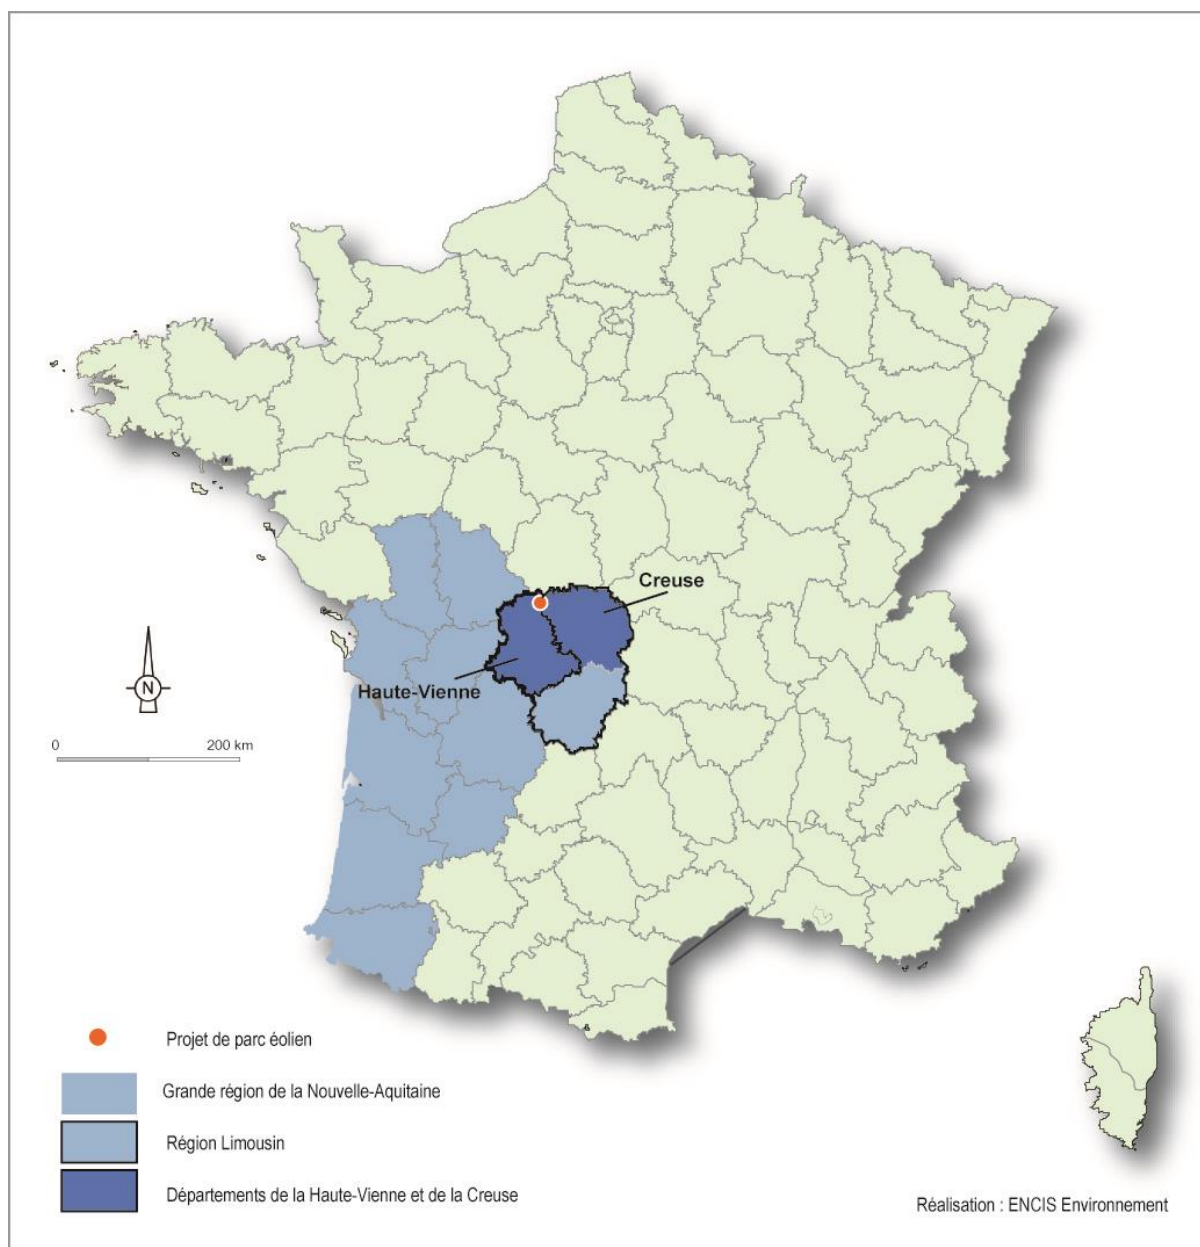 Creuse
Haute-Vienne
N
0 200 km
Projet de parc éolien
Grande région de la Nouvelle-Aquitaine
Région Limousin
Départements de la Haute-Vienne et de la Creuse
Réalisation : ENCIS Environnement